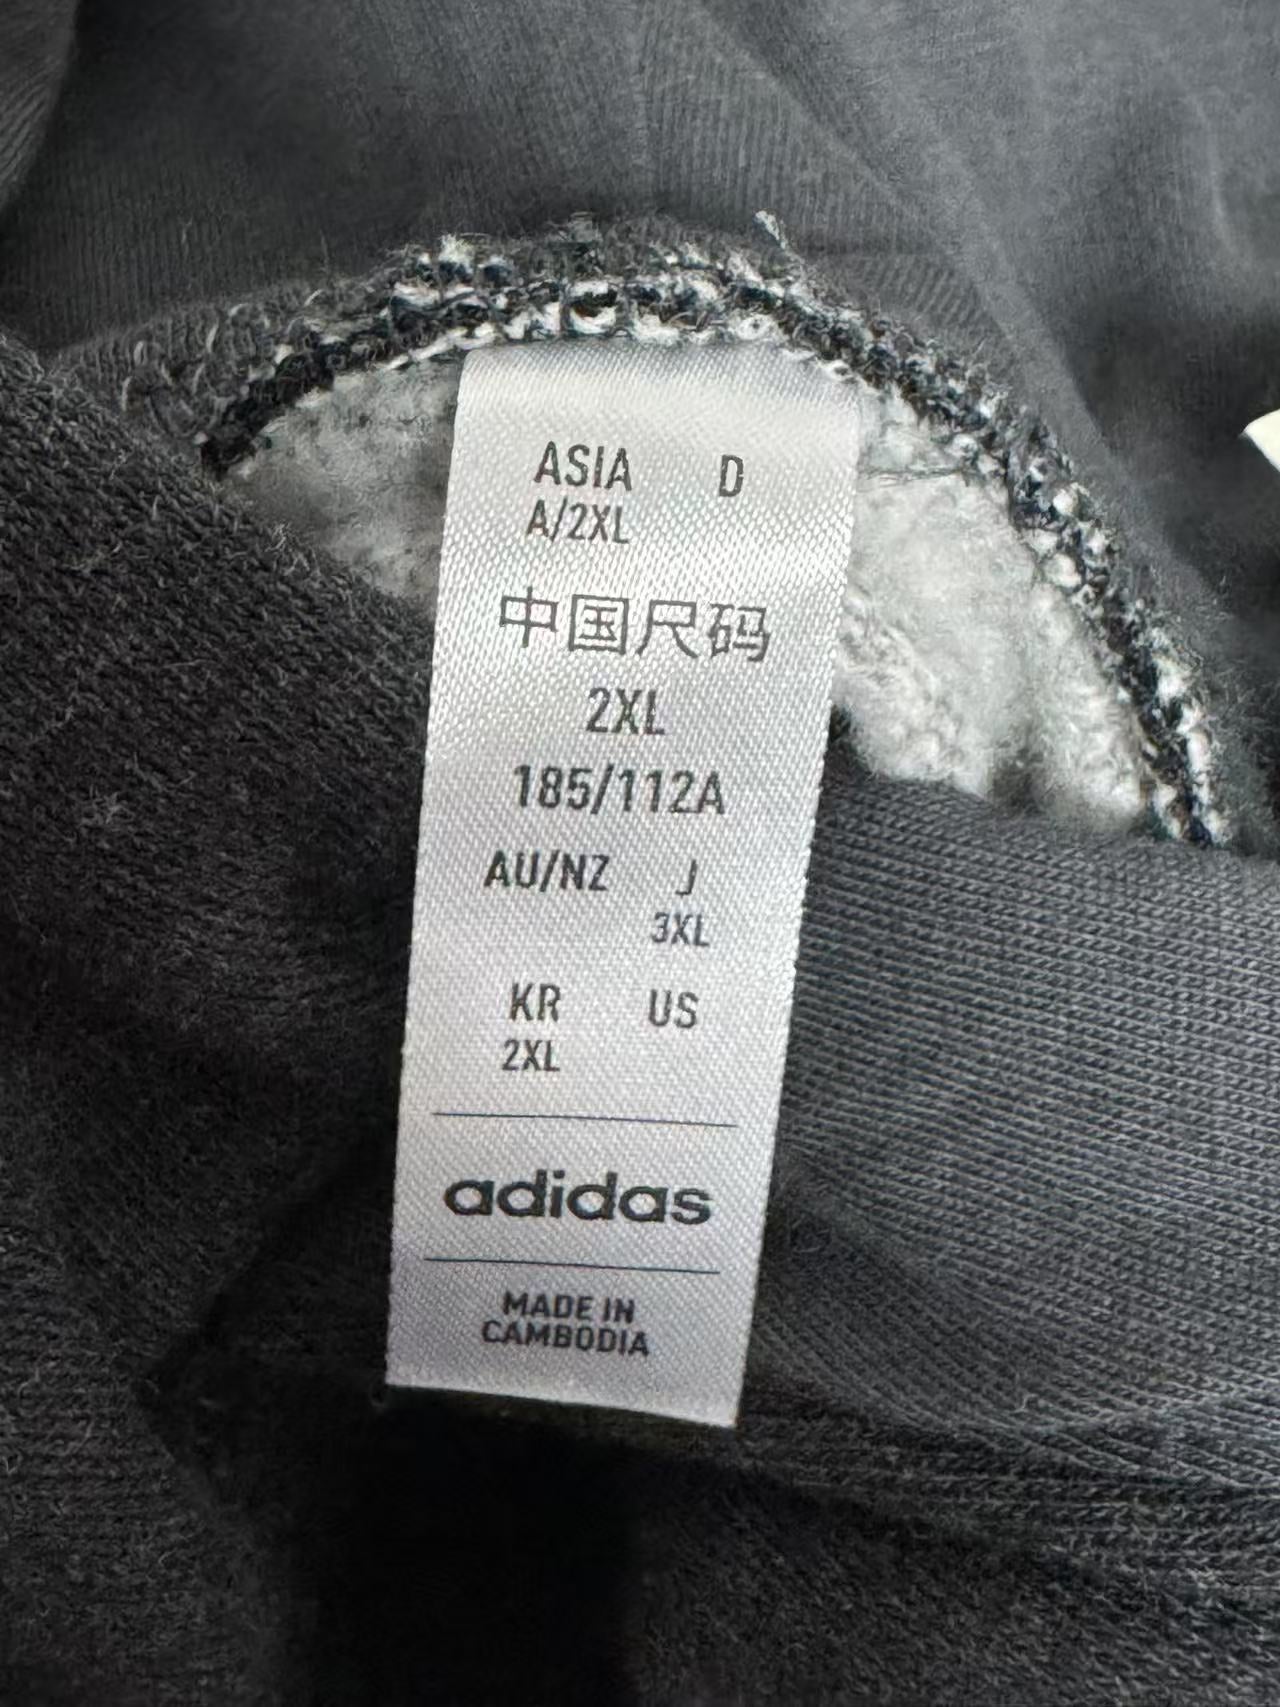 ASIA D
A/2XL
中国尺码
2XL
185/112A
AU/NZ J
3XL
KR US
2XL
adidas
MADE IN
CAMBODIA